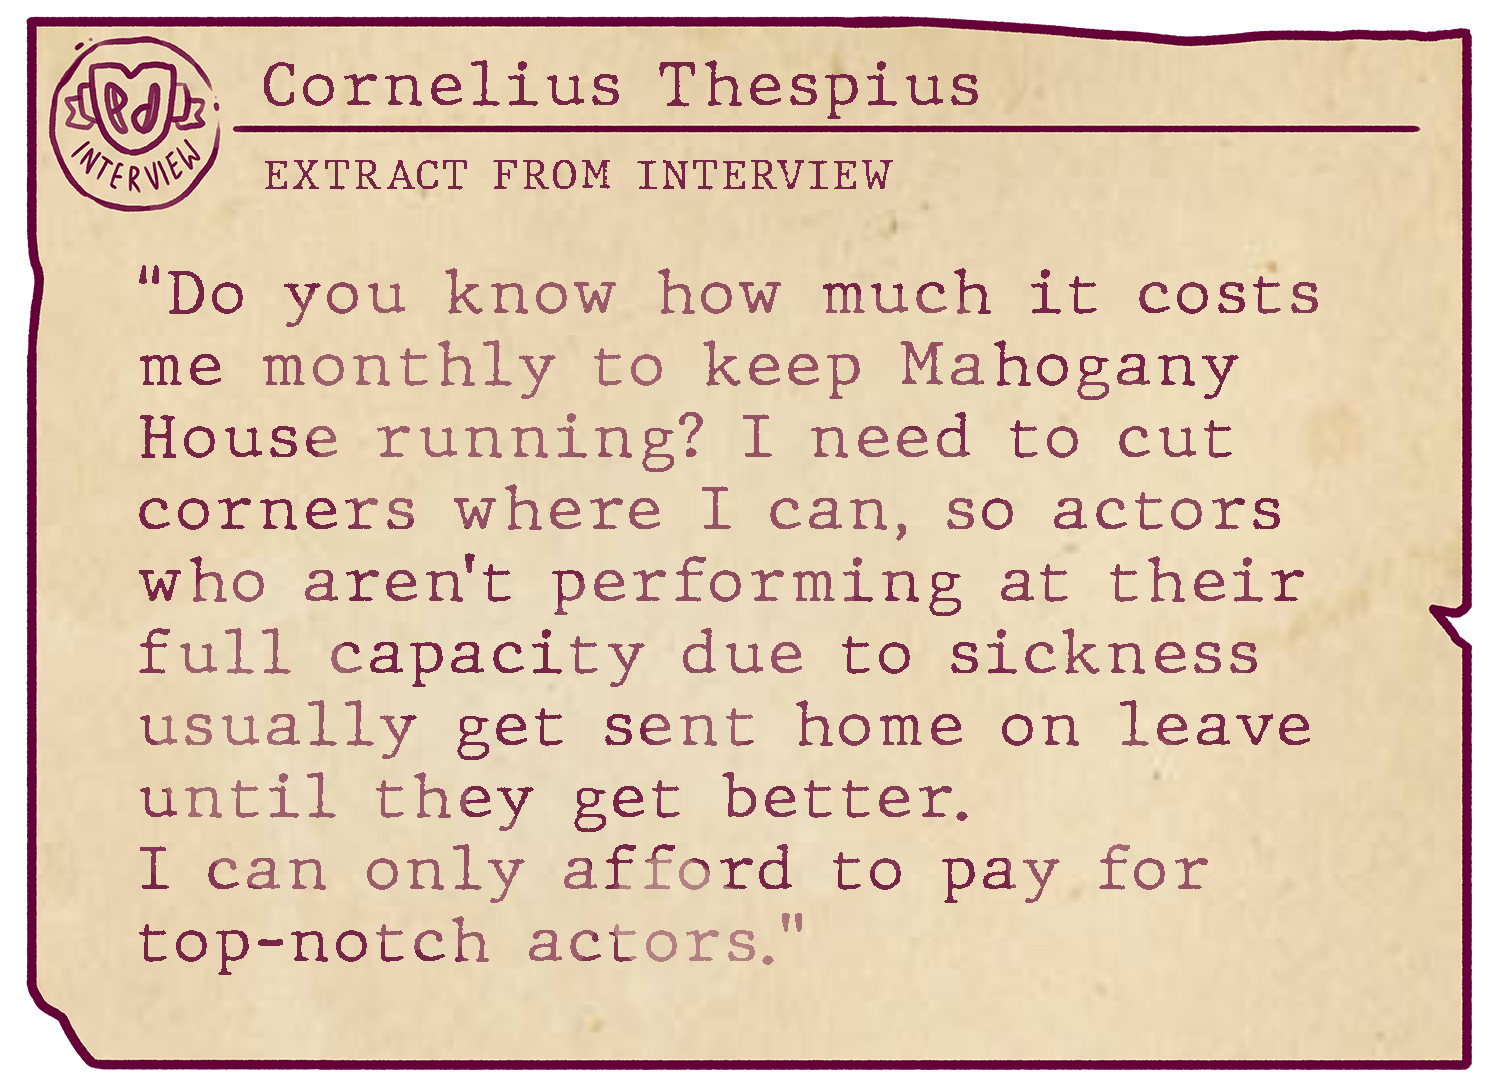 Pd
INTERVIEW
Cornelius Thespius
EXTRACT FROM INTERVIEW
"Do you know how much it costs
me monthly to keep Mahogany
House running? I need to cut
corners where I can, so actors
who aren't performing at their
full capacity due to sickness
usually get sent home on leave
until they get better.
I can only afford to pay for
top-notch actors."